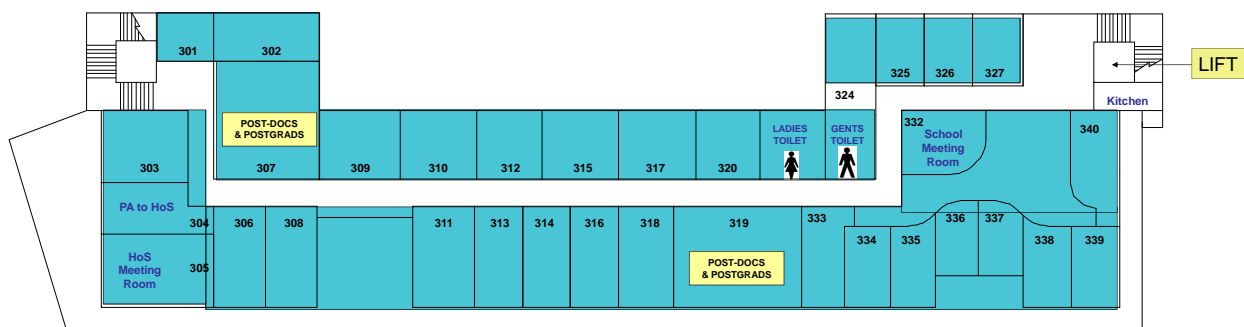 301
302
325
326
327
LIFT
324
Kitchen
POST-DOCS
& POSTGRADS
LADIES
TOILET
GENTS
TOILET
332
School
Meeting
Room
340
303
307
309
310
312
315
317
320
PA to HoS
304
306
308
311
313
314
316
318
319
333
334
335
336
337
338
339
HoS
Meeting
Room
305
POST-DOCS
& POSTGRADS